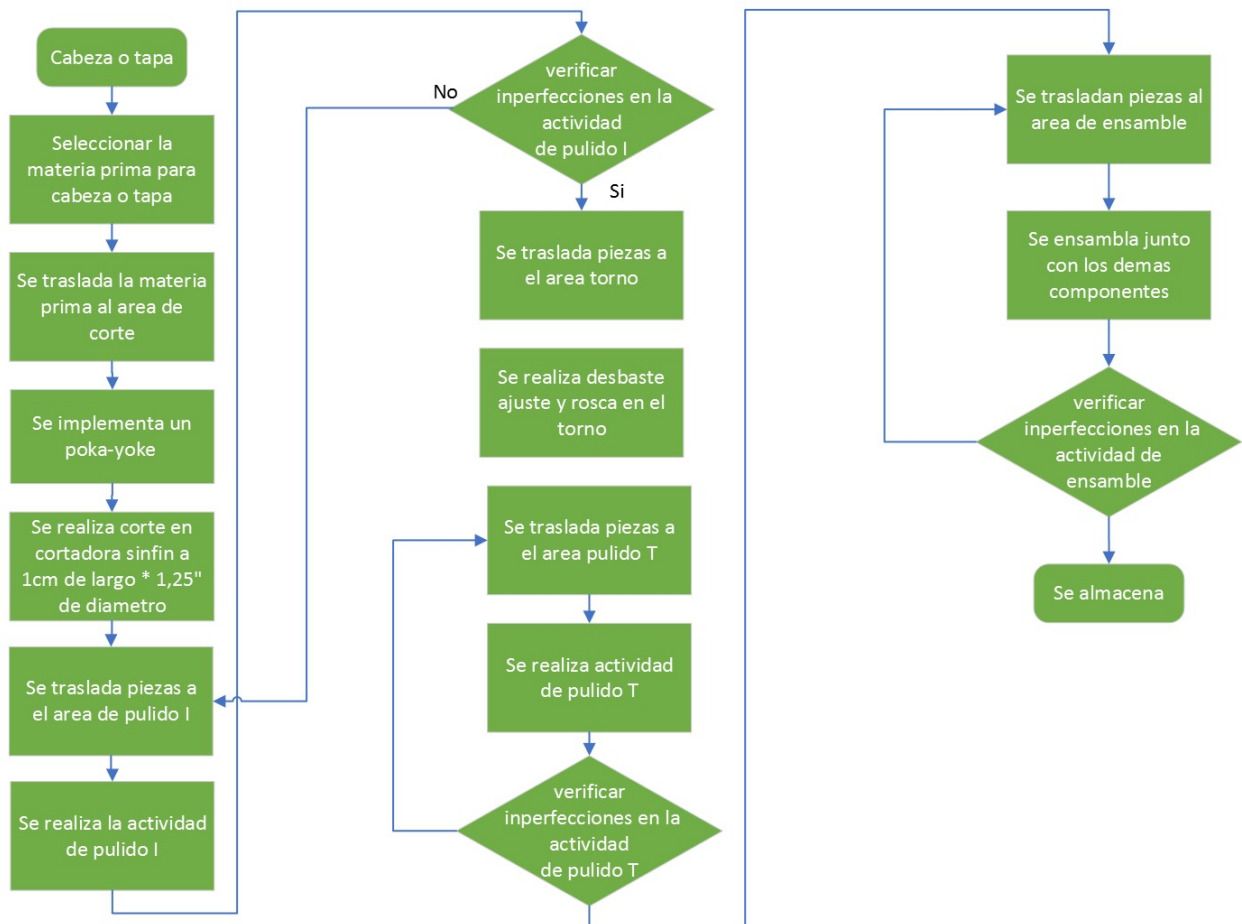 Cabeza o tapa
Seleccionar la
materia prima para
cabeza o tapa
Se traslada la materia
prima al area de
corte
Se implementa un
poka-yoke
Se realiza corte en
cortadora sinfin a
1cm de largo * 1,25"
de diametro
Se traslada piezas a
el area de pulido I
Se realiza la actividad
de pulido I
verificar
inperfecciones en la
actividad
de pulido I
No
Si
Se traslada piezas a
el area torno
Se realiza desbaste
ajuste y rosca en el
torno
Se traslada piezas a
el area pulido T
Se realiza actividad
de pulido T
verificar
inperfecciones en la
actividad
de pulido T
Se trasladan piezas al
area de ensamble
Se ensambla junto
con los demas
componentes
verificar
inperfecciones en la
actividad de
ensamble
Se almacena